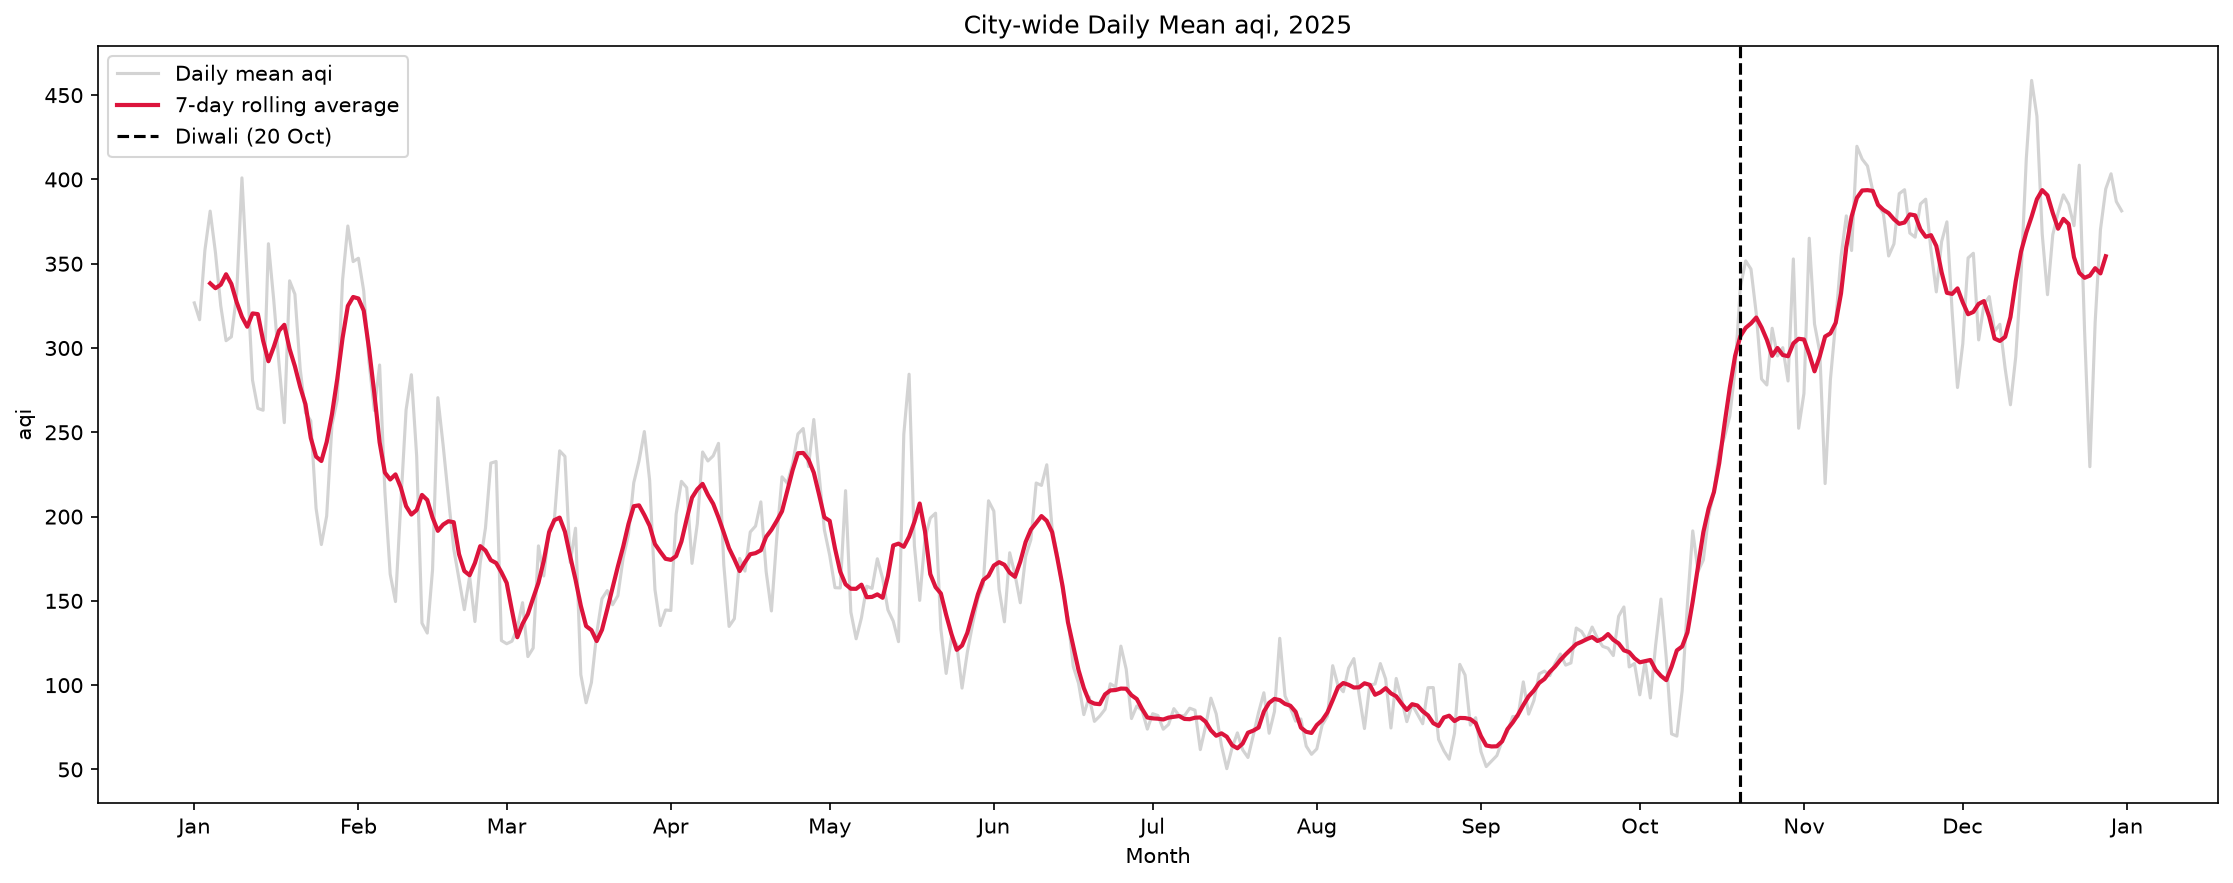 City-wide Daily Mean aqi, 2025
Daily mean aqi
7-day rolling average
Diwali (20 Oct)
450
400
350
300
250
200
150
100
50
aqi
Jan Feb Mar Apr May Jun Jul Aug Sep Oct Nov Dec Jan
Month